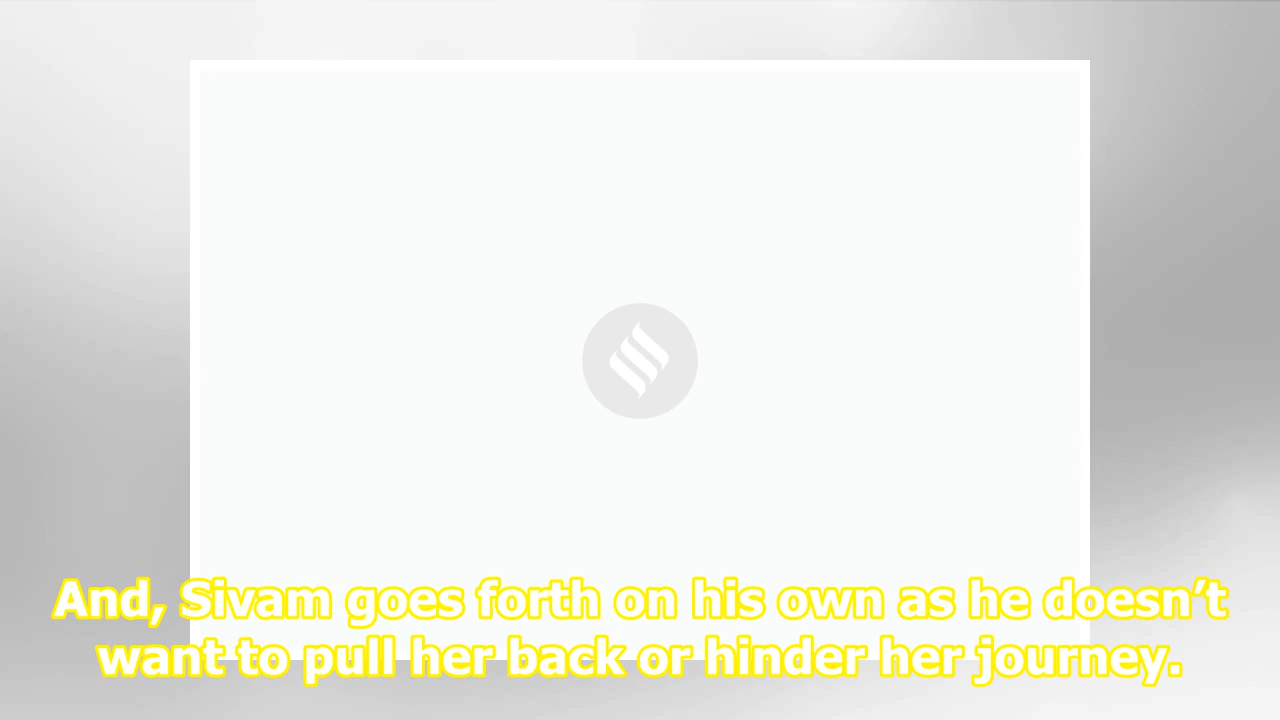 And, Sivam goes forth on his own as he doesn’t
want to pull her back or hinder her journey.